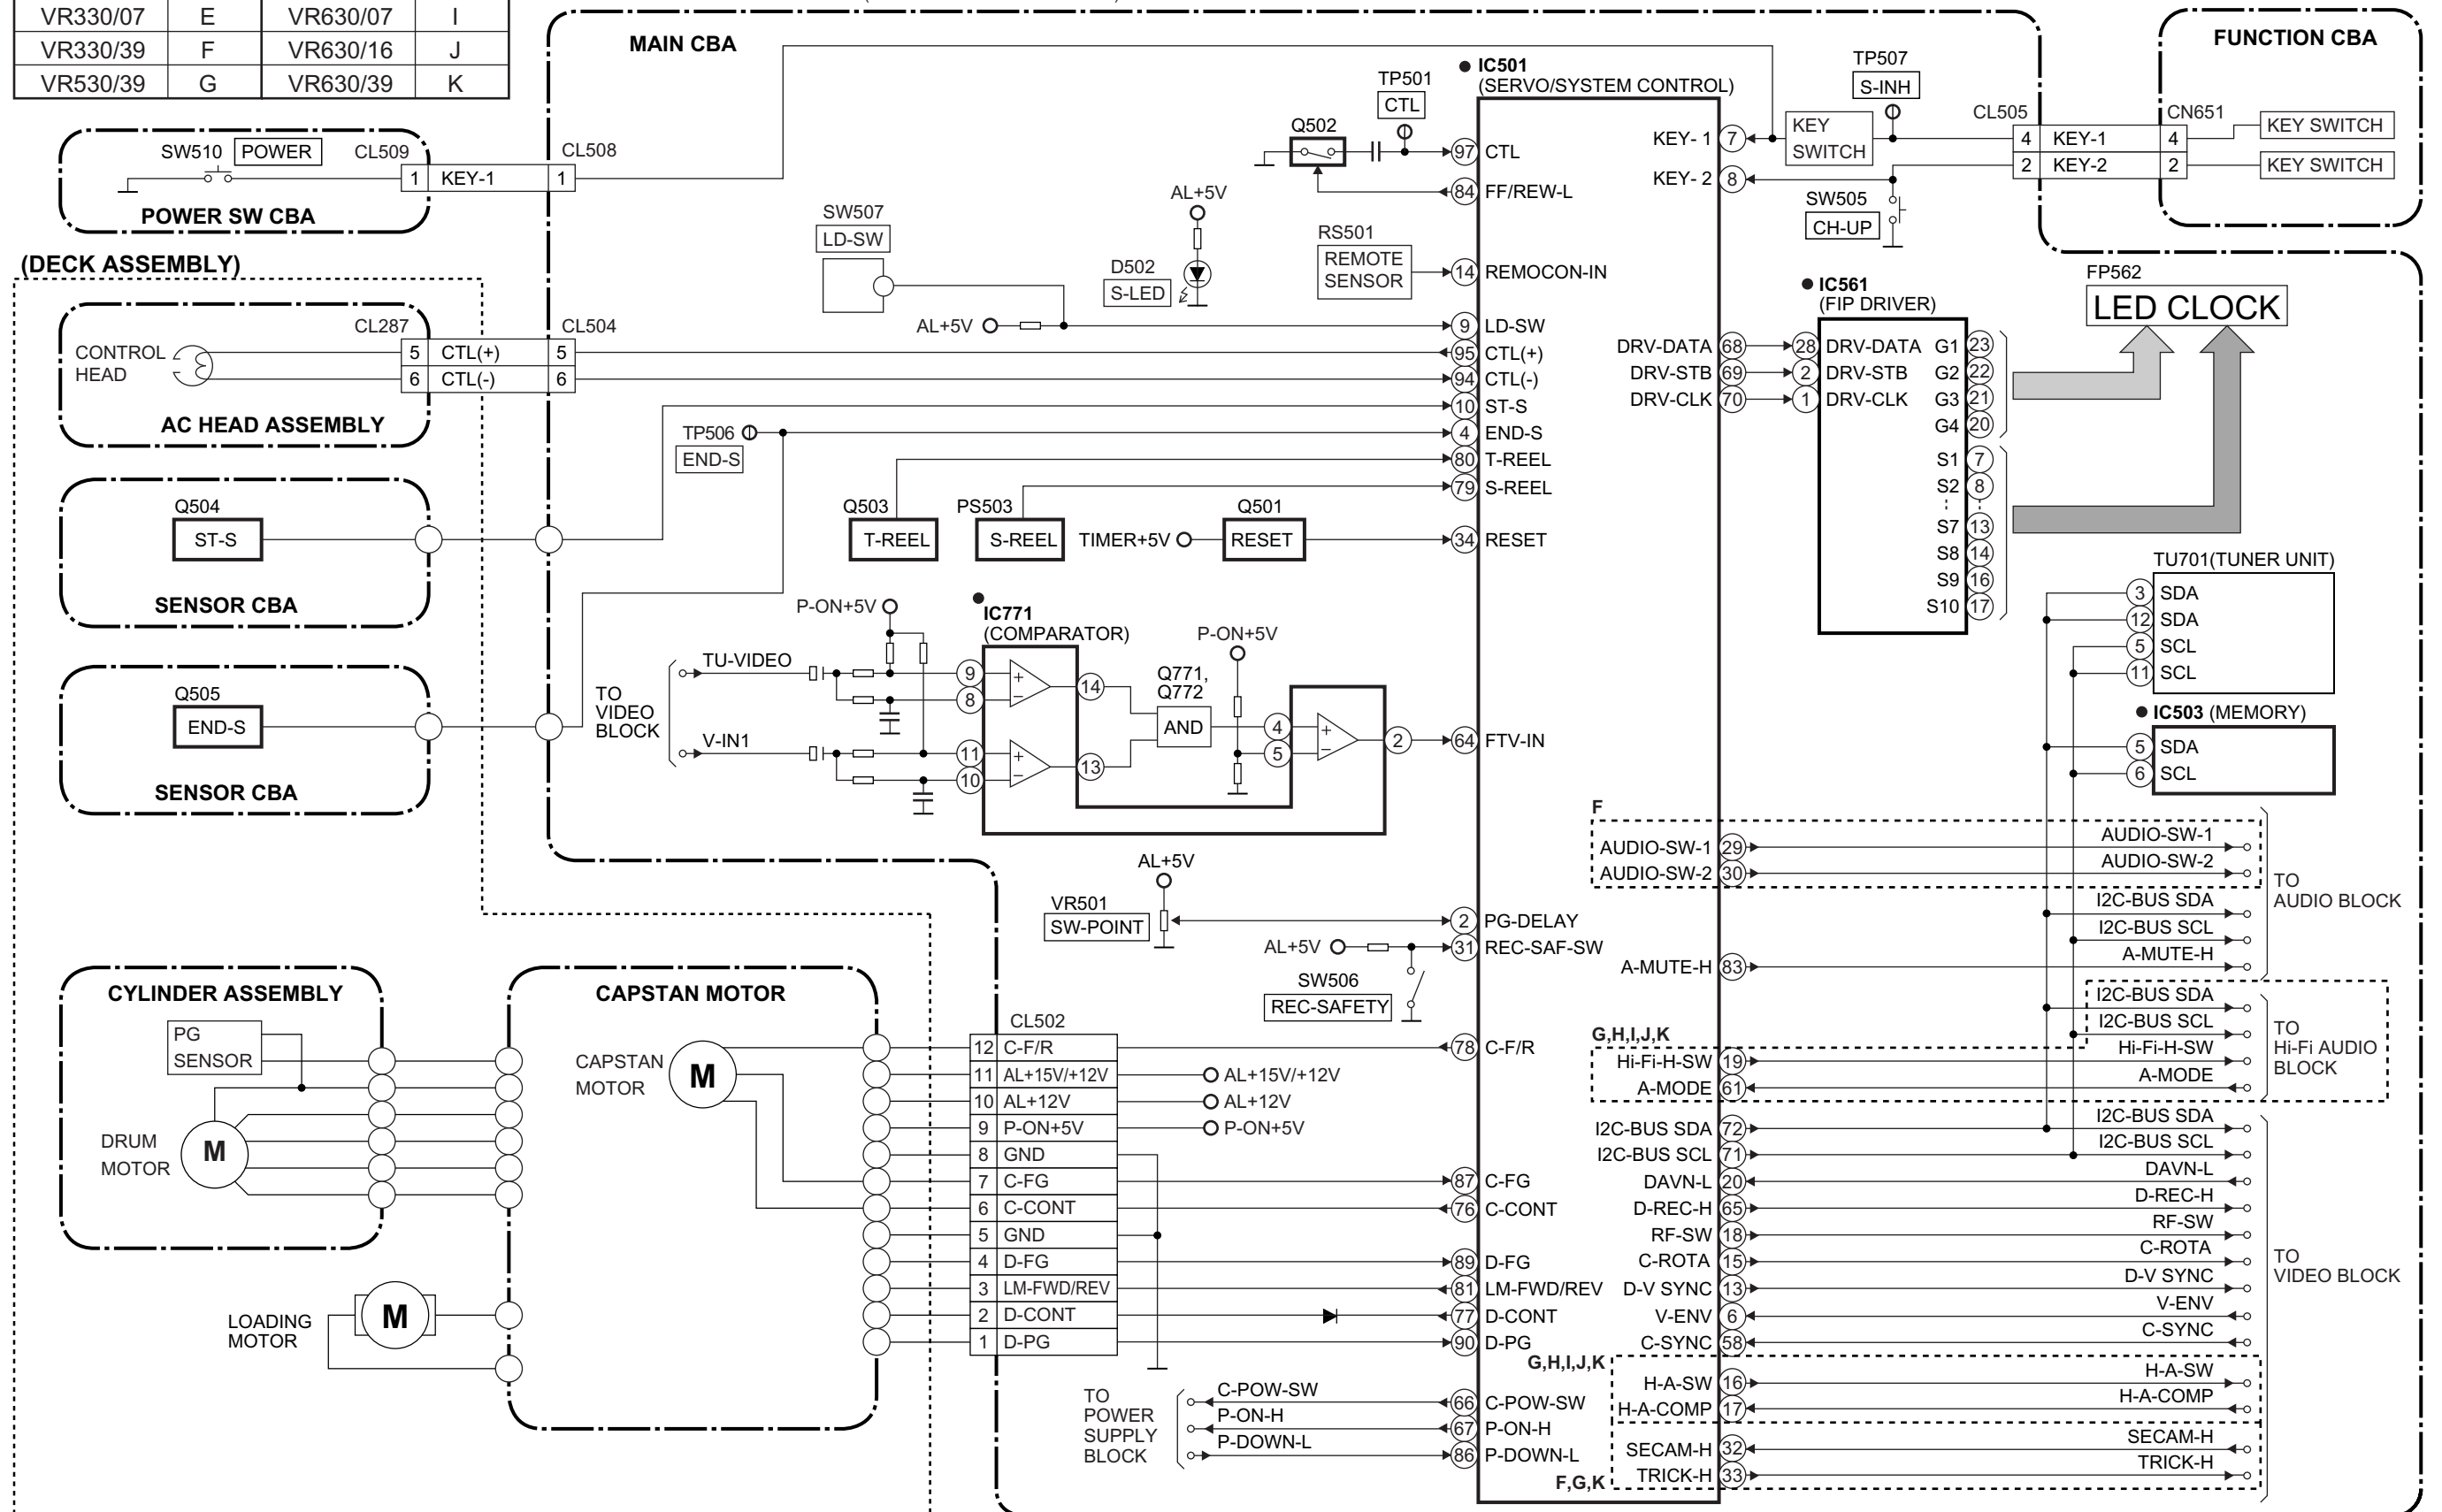 VR330/07 E VR630/07 I
VR330/39 F VR630/16 J
VR530/39 G VR630/39 K
MAIN CBA
FUNCTION CBA
SW510 POWER CL509
1 KEY-1 1
CL508
POWER SW CBA
(DECK ASSEMBLY)
CONTROL
HEAD
CL287
CL504
5 CTL(+) 5
6 CTL(-) 6
AC HEAD ASSEMBLY
Q504
ST-S
SENSOR CBA
Q505
END-S
SENSOR CBA
TP501
CTL
Q502
SW507
LD-SW
AL+5V
D502
S-LED
RS501
REMOTE
SENSOR
AL+5V
TP506
END-S
Q503
T-REEL
PS503
S-REEL
TIMER+5V
Q501
RESET
IC501
(SERVO/SYSTEM CONTROL)
97 CTL
84 FF/REW-L
14 REMOCON-IN
9 LD-SW
95 CTL(+)
94 CTL(-)
10 ST-S
4 END-S
80 T-REEL
79 S-REEL
34 RESET
64 FTV-IN
2 PG-DELAY
31 REC-SAF-SW
78 C-F/R
87 C-FG
76 C-CONT
89 D-FG
81 LM-FWD/REV
77 D-CONT
90 D-PG
66 C-POW-SW
67 P-ON-H
86 P-DOWN-L
KEY- 1 7
KEY- 2 8
KEY
SWITCH
TP507
S-INH
SW505
CH-UP
CL505
CN651
4 KEY-1 4
2 KEY-2 2
KEY SWITCH
KEY SWITCH
DRV-DATA 68
DRV-STB 69
DRV-CLK 70
IC561
(FIP DRIVER)
28 DRV-DATA
2 DRV-STB
1 DRV-CLK
G1 23
G2 22
G3 21
G4 20
S1 7
S2 8
S7 13
S8 14
S9 16
S10 17
FP562
LED CLOCK
TU701(TUNER UNIT)
3 SDA
12 SDA
5 SCL
11 SCL
IC503 (MEMORY)
5 SDA
6 SCL
P-ON+5V
IC771
(COMPARATOR)
TO
VIDEO
BLOCK
TU-VIDEO
V-IN1
9 + 14
8 −
11 + 13
10 −
Q771,
Q772
AND
P-ON+5V
4 + 2
5 −
AL+5V
VR501
SW-POINT
AL+5V
SW506
REC-SAFETY
F
AUDIO-SW-1 29 AUDIO-SW-1
AUDIO-SW-2 30 AUDIO-SW-2
I2C-BUS SDA
I2C-BUS SCL
A-MUTE-H 83 A-MUTE-H
TO
AUDIO BLOCK
G,H,I,J,K
I2C-BUS SDA
I2C-BUS SCL
Hi-Fi-H-SW 19 Hi-Fi-H-SW
A-MODE 61 A-MODE
TO
Hi-Fi AUDIO
BLOCK
I2C-BUS SDA 72 I2C-BUS SDA
I2C-BUS SCL 71 I2C-BUS SCL
DAVN-L 20 DAVN-L
D-REC-H 65 D-REC-H
RF-SW 18 RF-SW
C-ROTA 15 C-ROTA
D-V SYNC 13 D-V SYNC
V-ENV 6 V-ENV
C-SYNC 58 C-SYNC
G,H,I,J,K
H-A-SW 16 H-A-SW
H-A-COMP 17 H-A-COMP
SECAM-H 32 SECAM-H
TRICK-H 33 TRICK-H
F,G,K
TO
VIDEO BLOCK
CYLINDER ASSEMBLY
PG
SENSOR
DRUM
MOTOR
M
LOADING
MOTOR
M
CAPSTAN MOTOR
CAPSTAN
MOTOR
M
CL502
12 C-F/R
11 AL+15V/+12V AL+15V/+12V
10 AL+12V AL+12V
9 P-ON+5V P-ON+5V
8 GND
7 C-FG
6 C-CONT
5 GND
4 D-FG
3 LM-FWD/REV
2 D-CONT
1 D-PG
TO
POWER
SUPPLY
BLOCK
C-POW-SW
P-ON-H
P-DOWN-L